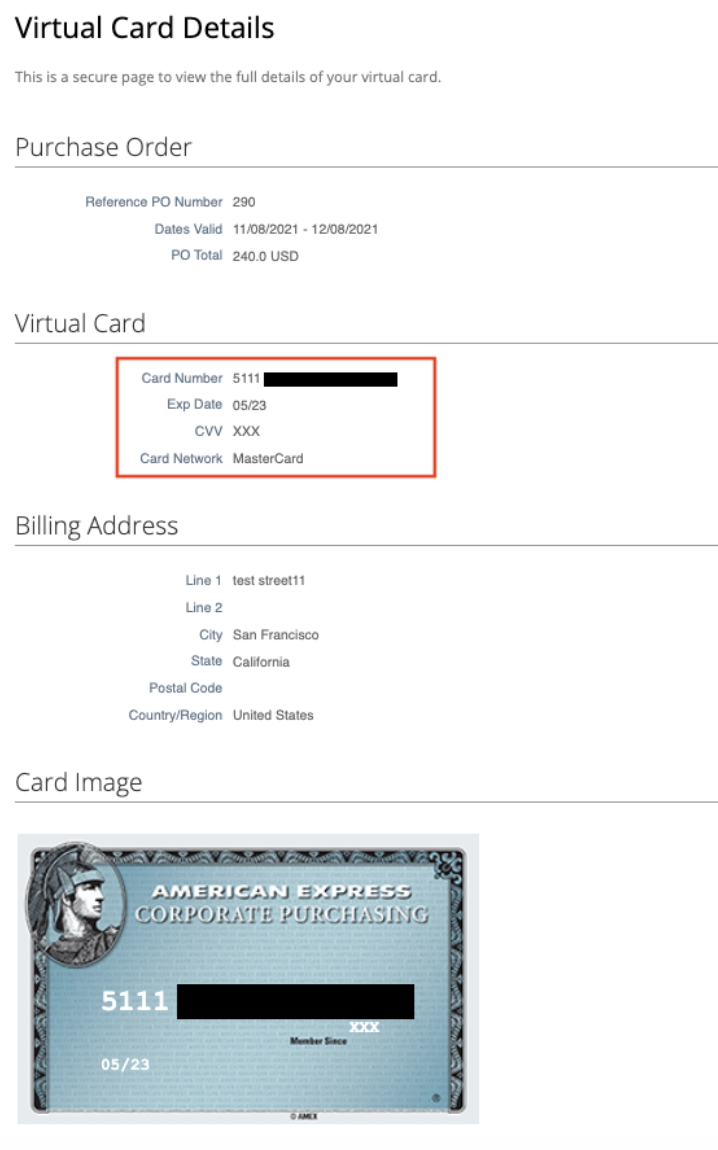 Virtual Card Details
This is a secure page to view the full details of your virtual card.
Purchase Order
Reference PO Number 290
Dates Valid 11/08/2021 - 12/08/2021
PO Total 240.0 USD
Virtual Card
Card Number 5111
Exp Date 05/23
CVV XXX
Card Network MasterCard
Billing Address
Line 1 test street11
Line 2
City San Francisco
State California
Postal Code
Country/Region United States
Card Image
AMERICAN EXPRESS
CORPORATE PURCHASING
5111
XXX
Member Since
05/23
®
© AMEX